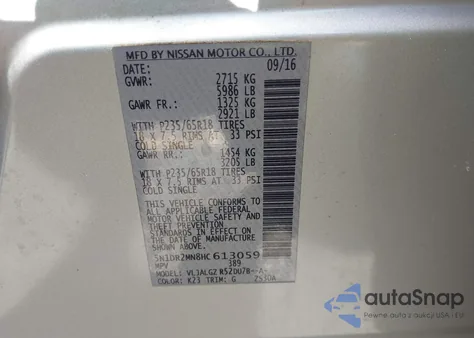 MFD BY NISSAN MOTOR CO., LTD.
DATE: 09/16
GVWR: 2715 KG
5986 LB
GAWR FR: 1325 KG
2921 LB
WITH P235/65R18 TIRES
18 X 7.5 RIMS AT 33 PSI
COLD SINGLE
GAWR RR: 1454 KG
3205 LB
WITH P235/65R18 TIRES
18 X 7.5 RIMS AT 33 PSI
COLD SINGLE
THIS VEHICLE CONFORMS TO
ALL APPLICABLE FEDERAL
MOTOR VEHICLE SAFETY AND
THEFT PREVENTION
STANDARDS IN EFFECT ON
THE DATE OF MANUFACTURE
SHOWN ABOVE.
5N1DR2MN8HC613059
MPV 389
MODEL:
COLOR: K23 TRIM: G
autoSnap
by